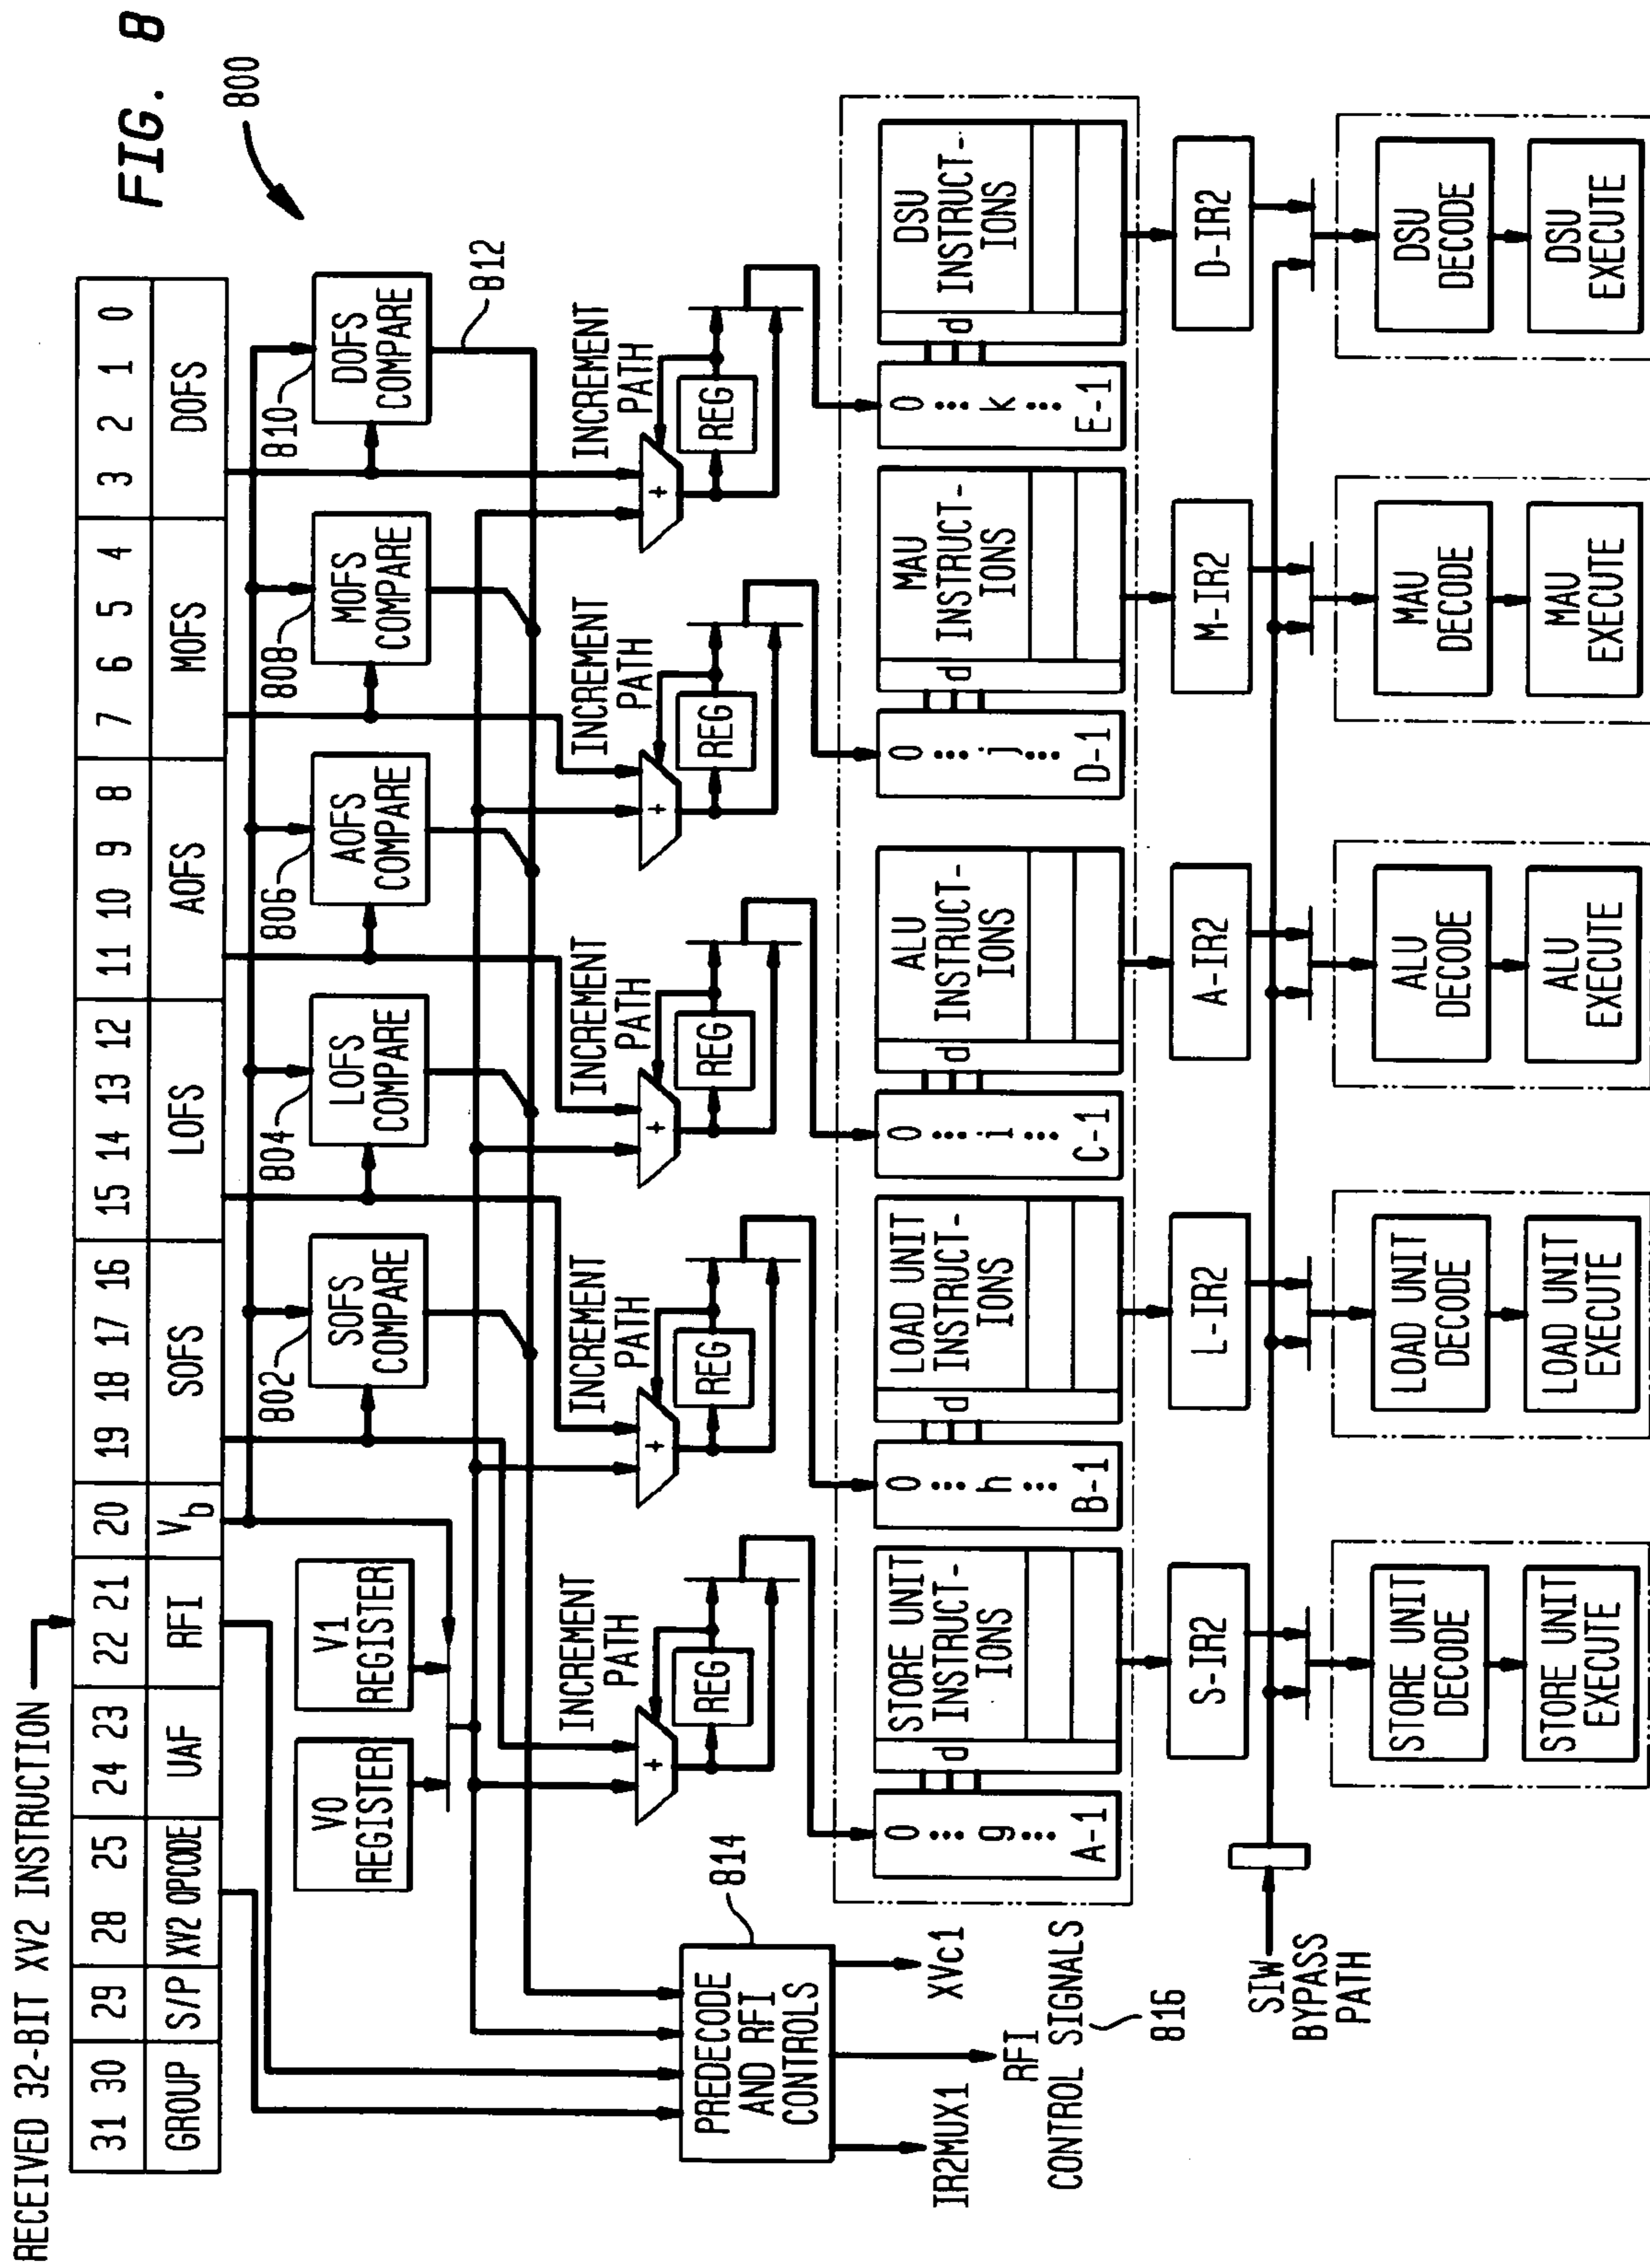 FIG. 8
800
RECEIVED 32-BIT XV2 INSTRUCTION
31 30 29 28 25 24 23 22 21 20 19 18 17 16 15 14 13 12 11 10 9 8 7 6 5 4 3 2 1 0
GROUP S/P XV2 OPCODE UAF RFI Vb SOFS LOFS AOFS MOFS DOFS
802
804
806
808
810
V0
REGISTER
V1
REGISTER
SOFS
COMPARE
LOFS
COMPARE
AOFS
COMPARE
MOFS
COMPARE
DOFS
COMPARE
812
INCREMENT
PATH
+
REG
INCREMENT
PATH
+
REG
INCREMENT
PATH
+
REG
INCREMENT
PATH
+
REG
INCREMENT
PATH
+
REG
814
PREDECODE
AND RFI
CONTROLS
IR2MUX1
RFI
CONTROL SIGNALS
816
XVc1
0
⋮
g
⋮
A-1
d
STORE UNIT
INSTRUCT-
IONS
0
⋮
h
⋮
B-1
d
LOAD UNIT
INSTRUCT-
IONS
0
⋮
i
⋮
C-1
d
ALU
INSTRUCT-
IONS
0
⋮
j
⋮
D-1
d
MAU
INSTRUCT-
IONS
0
⋮
k
⋮
E-1
d
DSU
INSTRUCT-
IONS
S-IR2
L-IR2
A-IR2
M-IR2
D-IR2
SIW
BYPASS
PATH
STORE UNIT
DECODE
LOAD UNIT
DECODE
ALU
DECODE
MAU
DECODE
DSU
DECODE
STORE UNIT
EXECUTE
LOAD UNIT
EXECUTE
ALU
EXECUTE
MAU
EXECUTE
DSU
EXECUTE